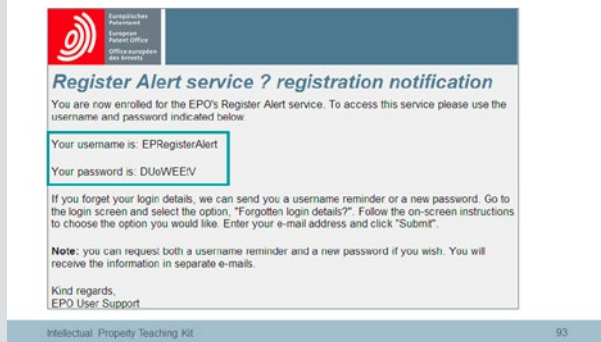 Europäisches
Patentamt
European
Patent Office
Office européen
des brevets
Register Alert service ? registration notification
You are now enrolled for the EPO's Register Alert service. To access this service please use the
username and password indicated below.
Your username is: EPRegisterAlert
Your password is: DUoWEE!V
If you forget your login details, we can send you a username reminder or a new password. Go to
the login screen and select the option, "Forgotten login details?". Follow the on-screen instructions
to choose the option you would like. Enter your e-mail address and click "Submit".
Note: you can request both a username reminder and a new password if you wish. You will
receive the information in separate e-mails.
Kind regards,
EPO User Support
Intellectual Property Teaching Kit
93